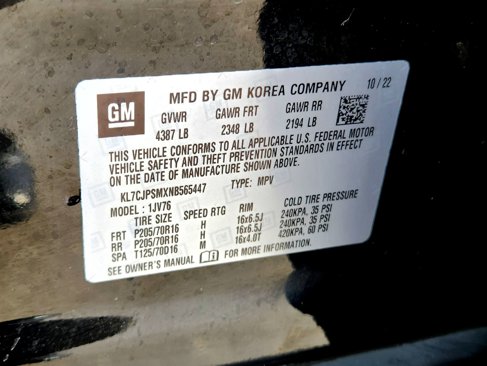 GM
MFD BY GM KOREA COMPANY 10/22
GVWR GAWR FRT GAWR RR
4387 LB 2348 LB 2194 LB
THIS VEHICLE CONFORMS TO ALL APPLICABLE U.S. FEDERAL MOTOR
VEHICLE SAFETY AND THEFT PREVENTION STANDARDS IN EFFECT
ON THE DATE OF MANUFACTURE SHOWN ABOVE.
KL7CJPSMXNB565447 TYPE: MPV
MODEL: 1JV76
TIRE SIZE SPEED RTG RIM COLD TIRE PRESSURE
FRT P205/70R16 H 16x6.5J 240KPA, 35 PSI
RR P205/70R16 H 16x6.5J 240KPA, 35 PSI
SPA T125/70D16 M 16x4.0T 420KPA, 60 PSI
SEE OWNER'S MANUAL FOR MORE INFORMATION.